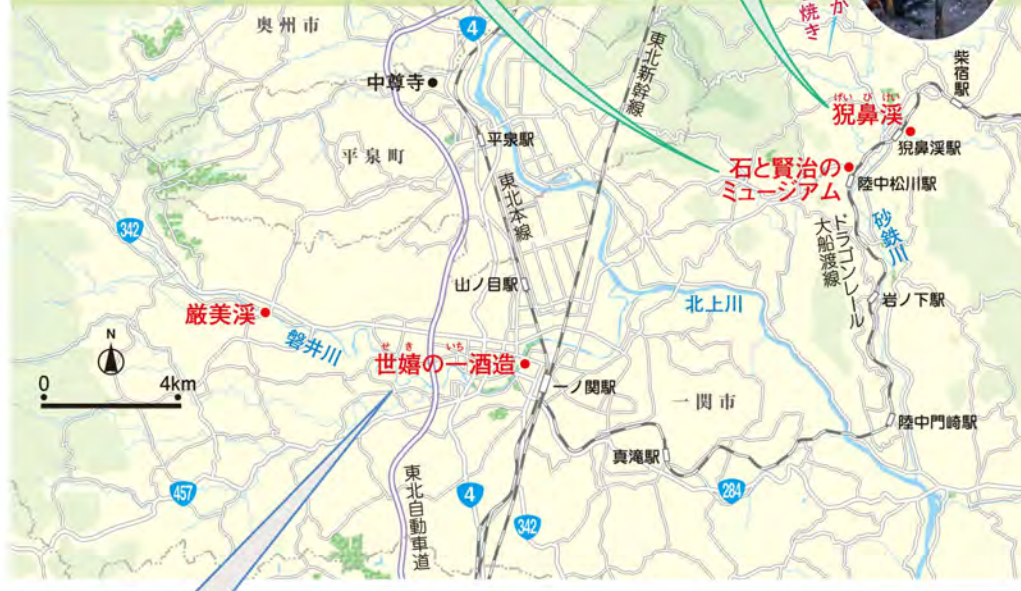 奥州市
4
が
焼き
東北新幹線
柴宿駅
中尊寺
げいびけい
猊鼻渓
猊鼻渓駅
平泉駅
平泉町
石と賢治の
ミュージアム
陸中松川駅
東北本線
ドラゴンレール
大船渡線
砂鉄川
342
山ノ目駅
北上川
岩ノ下駅
厳美渓
磐井川
せきいち
世嬉の一酒造
N
0 4km
一ノ関駅
一関市
陸中門崎駅
真滝駅
457
東北自動車道
4
342
284